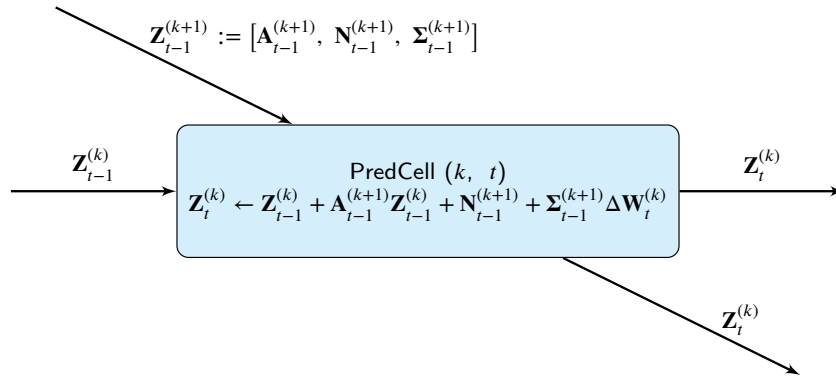 𝐙_{t−1}^{(k+1)} := [𝐀_{t−1}^{(k+1)}, 𝐍_{t−1}^{(k+1)}, 𝚺_{t−1}^{(k+1)}]
𝐙_{t−1}^{(k)}
PredCell (k, t)
𝐙_t^{(k)} ← 𝐙_{t−1}^{(k)} + 𝐀_{t−1}^{(k+1)}𝐙_{t−1}^{(k)} + 𝐍_{t−1}^{(k+1)} + 𝚺_{t−1}^{(k+1)}Δ𝐖_t^{(k)}
𝐙_t^{(k)}
𝐙_t^{(k)}